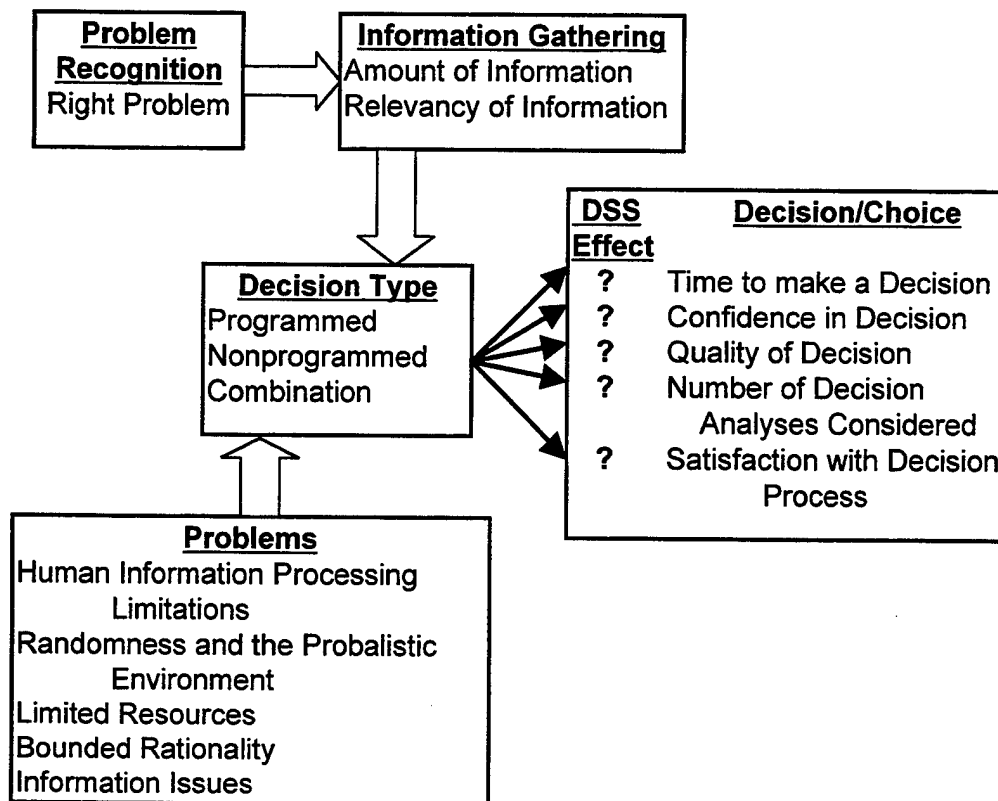 Problem
Recognition
Right Problem
Information Gathering
Amount of Information
Relevancy of Information
Decision Type
Programmed
Nonprogrammed
Combination
DSS Decision/Choice
Effect
? Time to make a Decision
? Confidence in Decision
? Quality of Decision
? Number of Decision
Analyses Considered
? Satisfaction with Decision
Process
Problems
Human Information Processing
Limitations
Randomness and the Probalistic
Environment
Limited Resources
Bounded Rationality
Information Issues